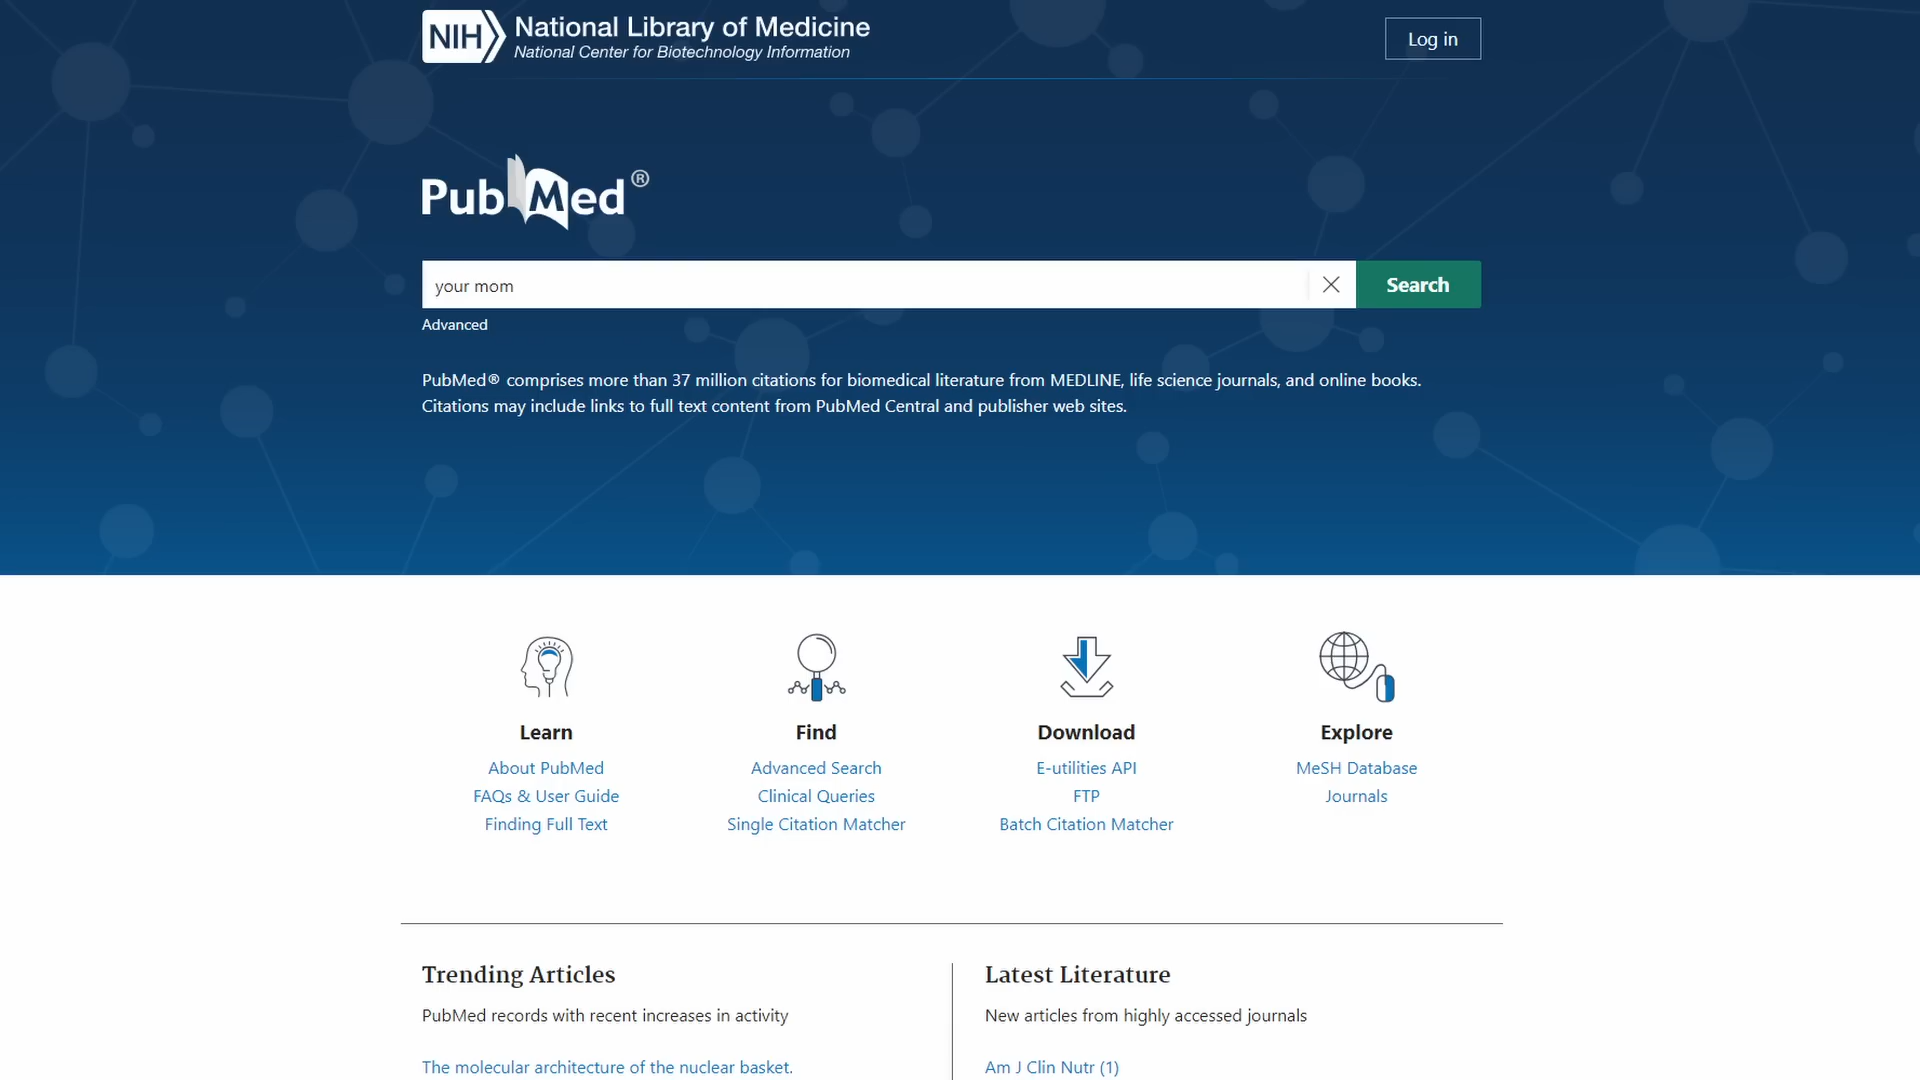 NIH National Library of Medicine
National Center for Biotechnology Information
Log in
PubMed®
your mom
Search
Advanced
PubMed® comprises more than 37 million citations for biomedical literature from MEDLINE, life science journals, and online books.
Citations may include links to full text content from PubMed Central and publisher web sites.
Learn
About PubMed
FAQs & User Guide
Finding Full Text
Find
Advanced Search
Clinical Queries
Single Citation Matcher
Download
E-utilities API
FTP
Batch Citation Matcher
Explore
MeSH Database
Journals
Trending Articles
PubMed records with recent increases in activity
The molecular architecture of the nuclear basket.
Latest Literature
New articles from highly accessed journals
Am J Clin Nutr (1)